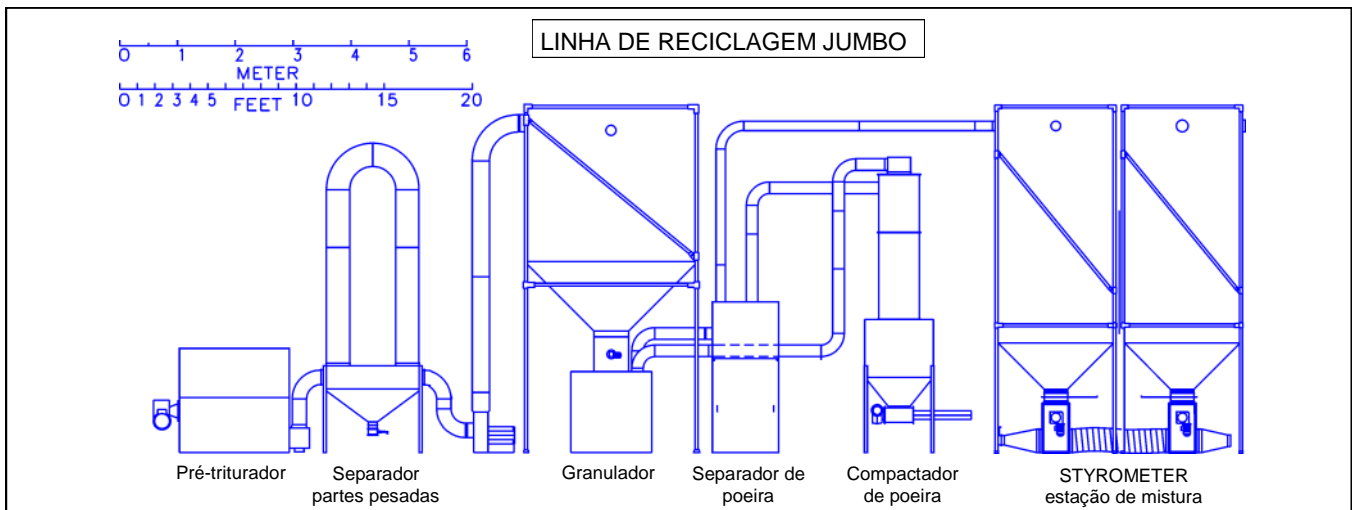 LINHA DE RECICLAGEM JUMBO
0 1 2 3 4 5 6
METER
0 1 2 3 4 5 FEET 10 15 20
Pré-triturador
Separador
partes pesadas
Granulador
Separador de
poeira
Compactador
de poeira
STYROMETER
estação de mistura